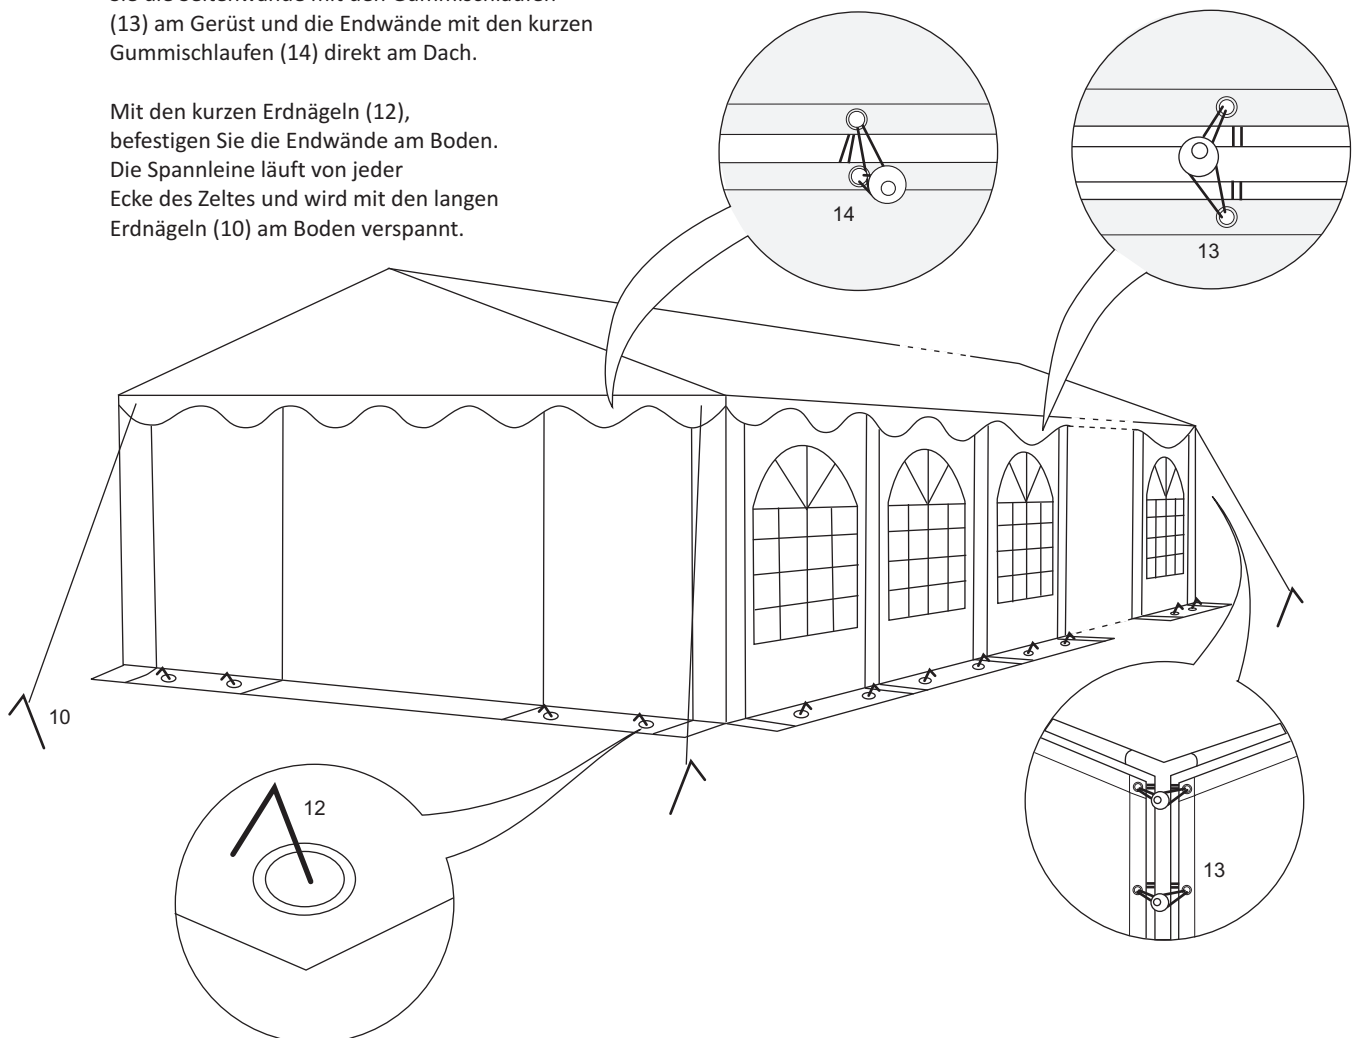 (13) am Gerüst und die Endwände mit den kurzen
Gummischlaufen (14) direkt am Dach.
Mit den kurzen Erdnägeln (12),
befestigen Sie die Endwände am Boden.
Die Spannleine läuft von jeder
Ecke des Zeltes und wird mit den langen
Erdnägeln (10) am Boden verspannt.
14
13
10
12
13